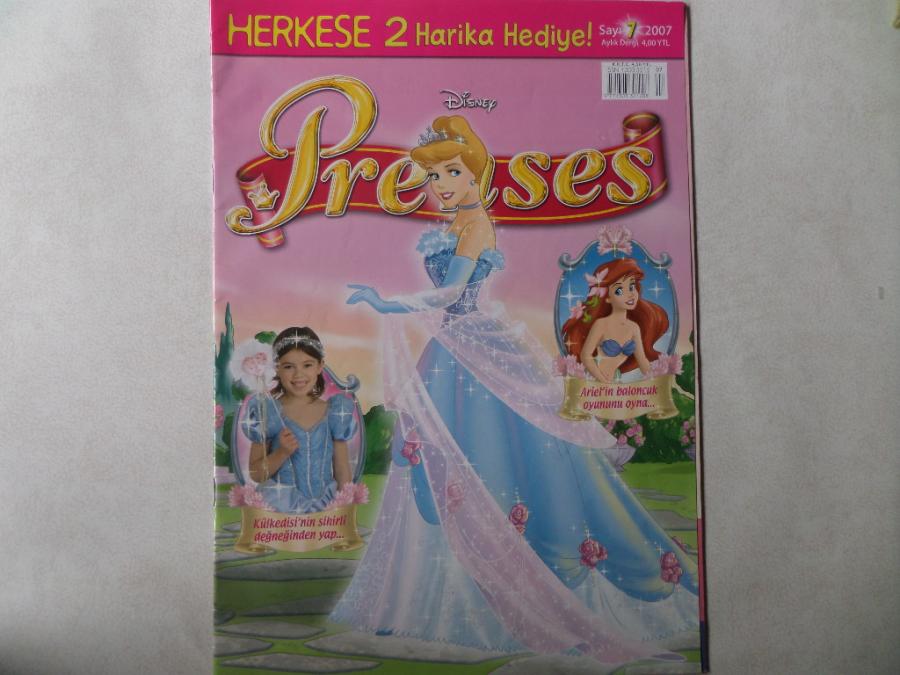 HERKESE 2 Harika Hediye!
Sayı 7 2007
Aylık Dergi, 4,00 YTL
Disney
Prenses
Ariel'in baloncuk
oyununu oyna...
Külkedisi'nin sihirli
değneğinden yap...